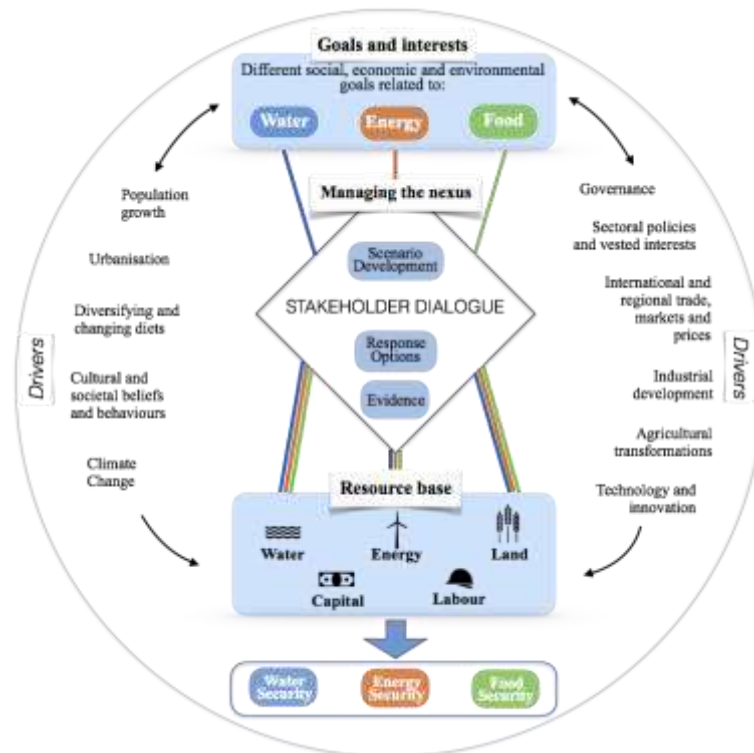 Goals and interests
Different social, economic and environmental
goals related to:
Water
Energy
Food
Managing the nexus
Scenario
Development
STAKEHOLDER DIALOGUE
Response
Options
Evidence
Drivers
Population
growth
Urbanisation
Diversifying and
changing diets
Cultural and
societal beliefs
and behaviours
Climate
Change
Governance
Sectoral policies
and vested interests
International and
regional trade,
markets and
prices
Industrial
development
Agricultural
transformations
Technology and
innovation
Drivers
Resource base
Water
Energy
Land
Capital
Labour
Water
Security
Energy
Security
Food
Security